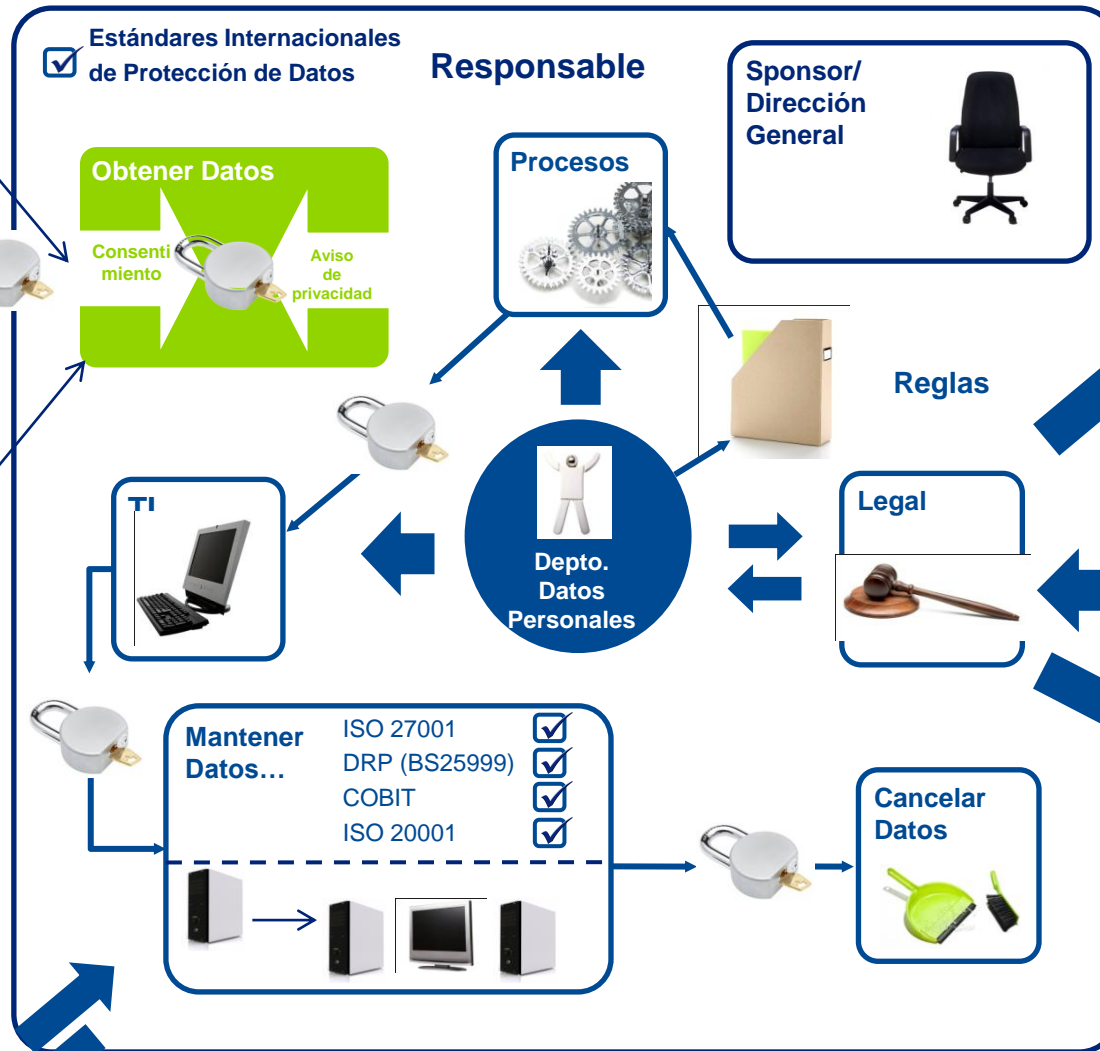 Estándares Internacionales
de Protección de Datos
Responsable
Sponsor/
Dirección
General
Obtener Datos
Consenti
miento
Aviso
de
privacidad
Procesos
Reglas
TI
Depto.
Datos
Personales
Legal
Mantener
Datos...
ISO 27001
DRP (BS25999)
COBIT
ISO 20001
Cancelar
Datos